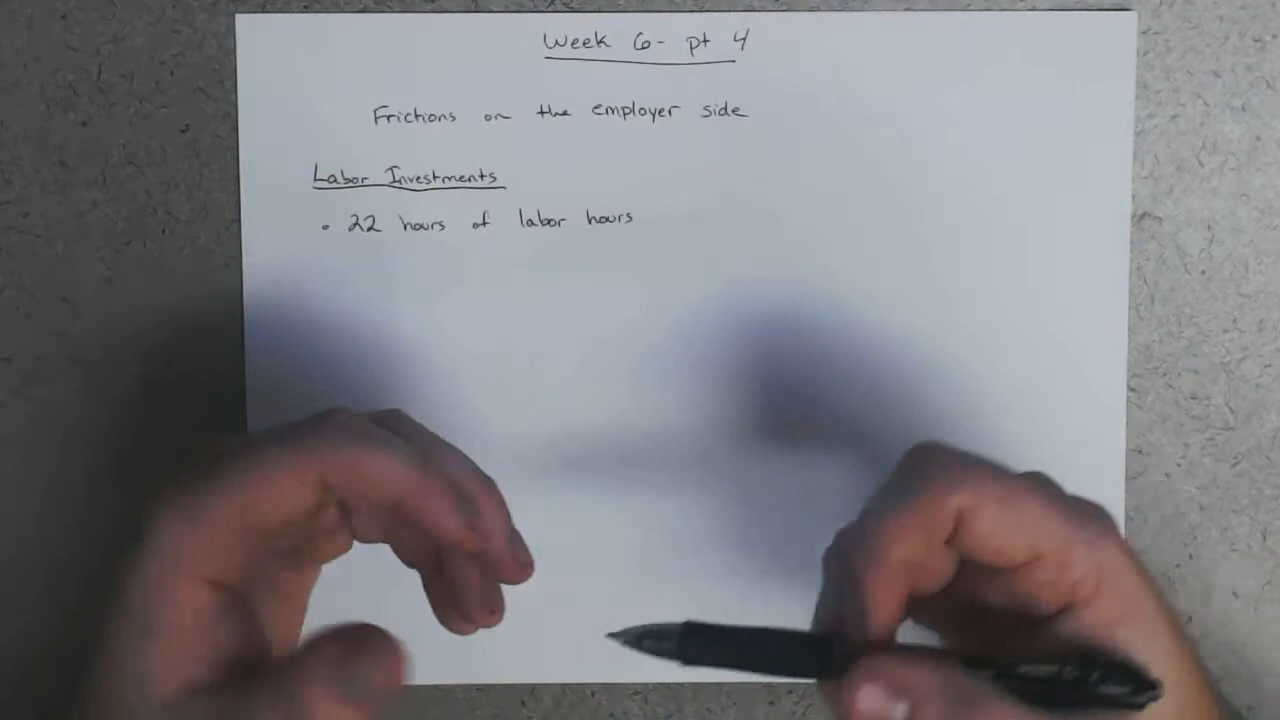 Week 6- pt 4
Frictions on the employer side
Labor Investments
• 22 hours of labor hours